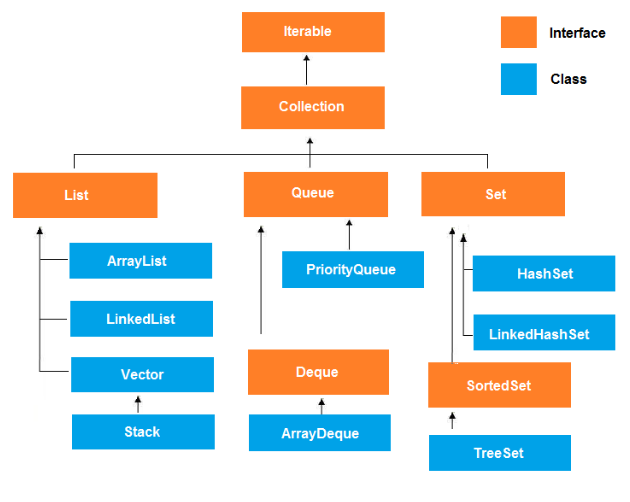 Iterable
Interface
Class
Collection
List
Queue
Set
ArrayList
PriorityQueue
HashSet
LinkedList
LinkedHashSet
Vector
Deque
SortedSet
Stack
ArrayDeque
TreeSet